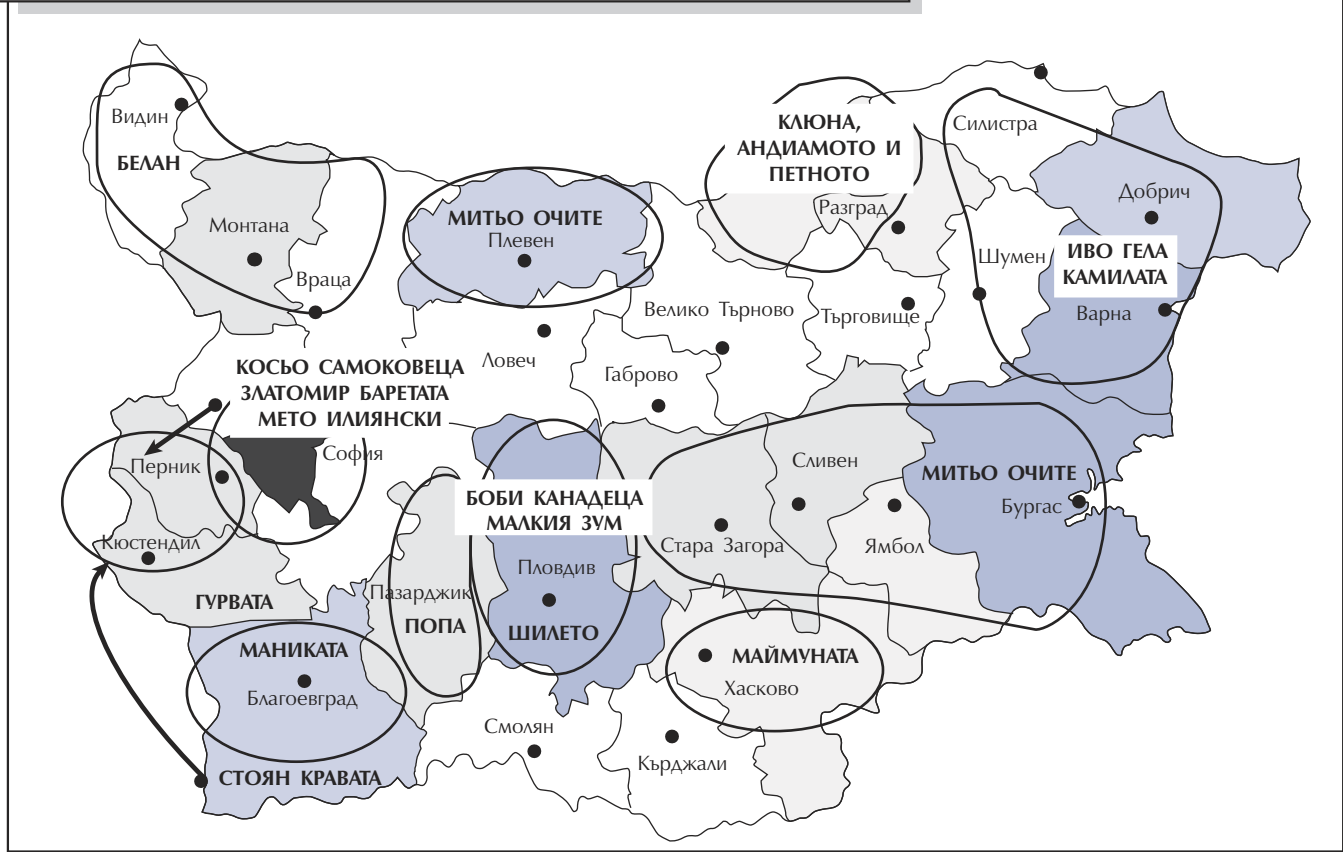 Видин
БЕЛАН
Монтана
Враца
МИТЬО ОЧИТЕ
Плевен
КЛЮНА,
АНДИАМОТО И
ПЕТНОТО
Разград
Силистра
Добрич
Шумен
ИВО ГЕЛА
КАМИЛАТА
Варна
Велико Търново
Търговище
Ловеч
Габрово
КОСЬО САМОКОВЕЦА
ЗЛАТОМИР БАРЕТАТА
МЕТО ИЛИЯНСКИ
София
Перник
Кюстендил
ГУРВАТА
БОБИ КАНАДЕЦА
МАЛКИЯ ЗУМ
Пловдив
ШИЛЕТО
Пазарджик
ПОПА
Сливен
МИТЬО ОЧИТЕ
Бургас
Стара Загора
Ямбол
МАНИКАТА
Благоевград
СТОЯН КРАВАТА
МАЙМУНАТА
Хасково
Смолян
Кърджали